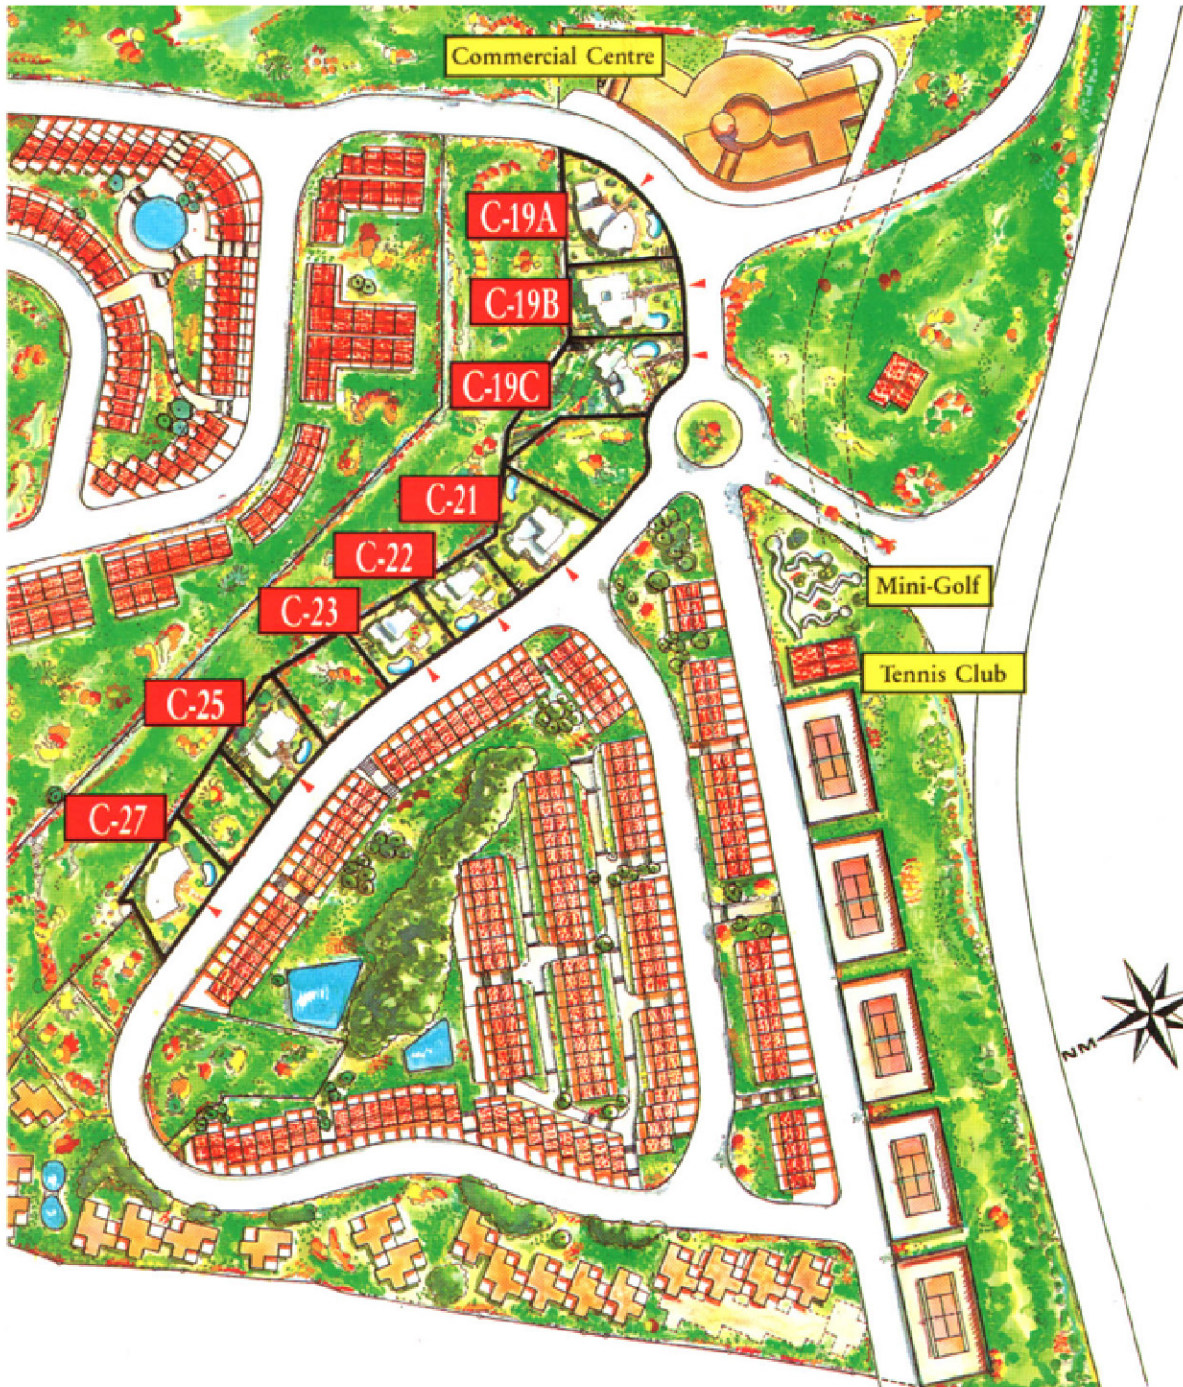 Commercial Centre
C-19A
C-19B
C-19C
C-21
C-22
C-23
C-25
C-27
Mini-Golf
Tennis Club
NM